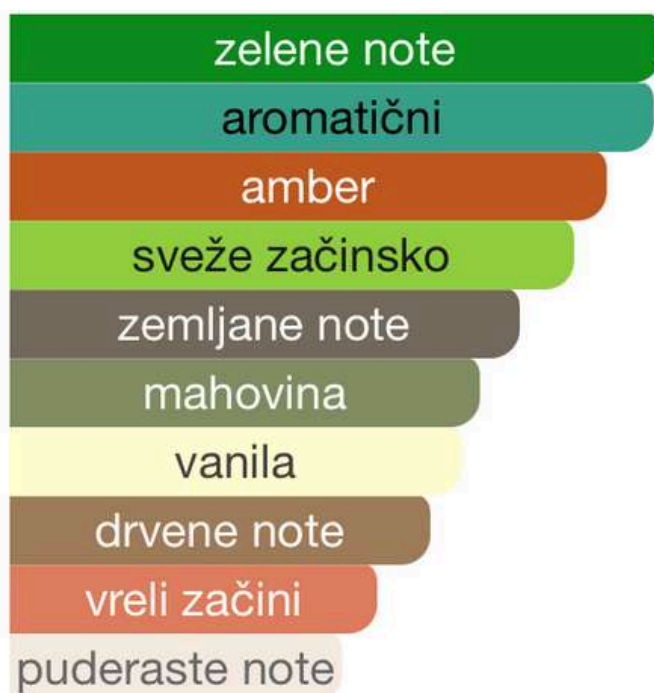 zelene note
aromatični
amber
sveže začinsko
zemljane note
mahovina
vanila
drvene note
vreli začini
puderaste note